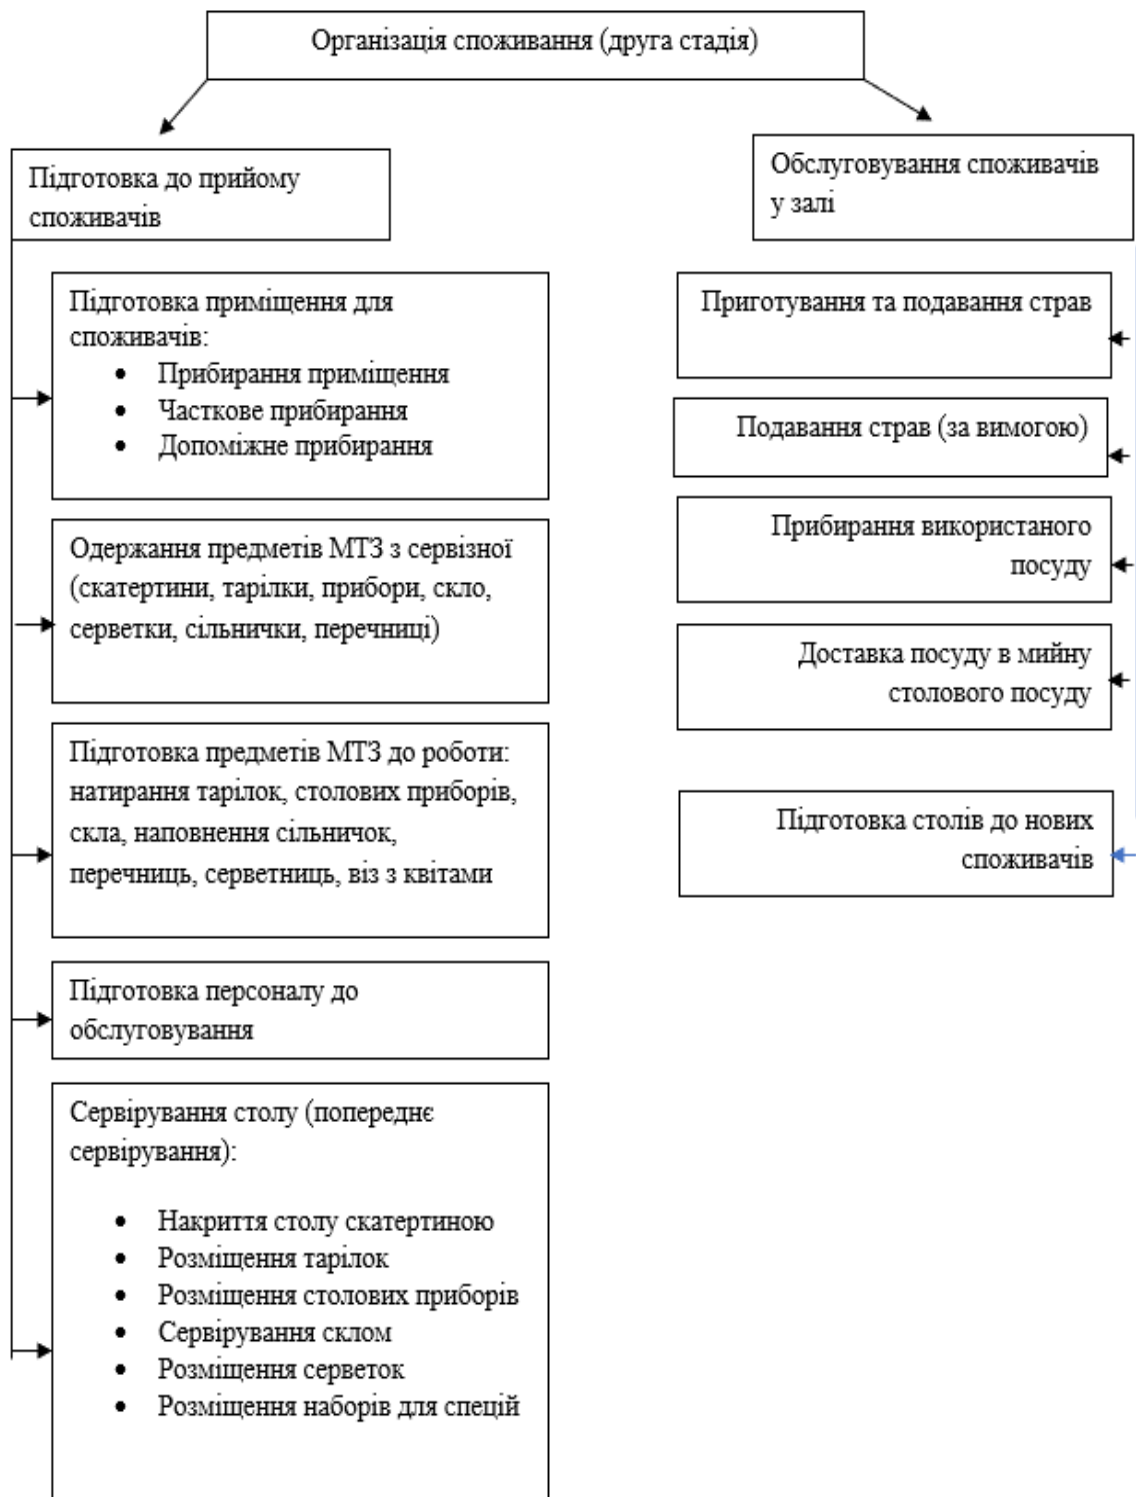 Організація споживання (друга стадія)
Підготовка до прийому
споживачів
Підготовка приміщення для
споживачів:
• Прибирання приміщення
• Часткове прибирання
• Допоміжне прибирання
Одержання предметів МТЗ з сервізної
(скатертини, тарілки, прибори, скло,
серветки, сільнички, перечниці)
Підготовка предметів МТЗ до роботи:
натирання тарілок, столових приборів,
скла, наповнення сільничок,
перечниць, серветниць, віз з квітами
Підготовка персоналу до
обслуговування
Сервірування столу (попереднє
сервірування):
• Накриття столу скатертиною
• Розміщення тарілок
• Розміщення столових приборів
• Сервірування склом
• Розміщення серветок
• Розміщення наборів для спецій
Обслуговування споживачів
у залі
Приготування та подавання страв
Подавання страв (за вимогою)
Прибирання використаного
посуду
Доставка посуду в мийну
столового посуду
Підготовка столів до нових
споживачів